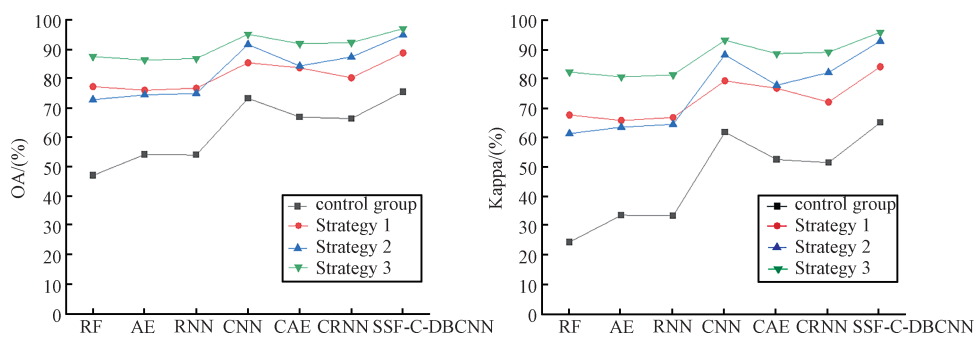 100
90
80
70
60
50
40
30
20
10
0
OA/(%)
control group
Strategy 1
Strategy 2
Strategy 3
RF AE RNN CNN CAE CRNN SSF-C-DBCNN
100
90
80
70
60
50
40
30
20
10
0
Kappa/(%)
control group
Strategy 1
Strategy 2
Strategy 3
RF AE RNN CNN CAE CRNN SSF-C-DBCNN